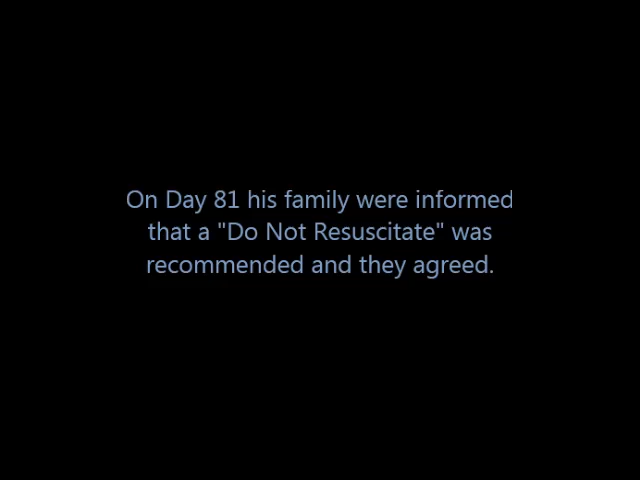 On Day 81 his family were informed
that a "Do Not Resuscitate" was
recommended and they agreed.